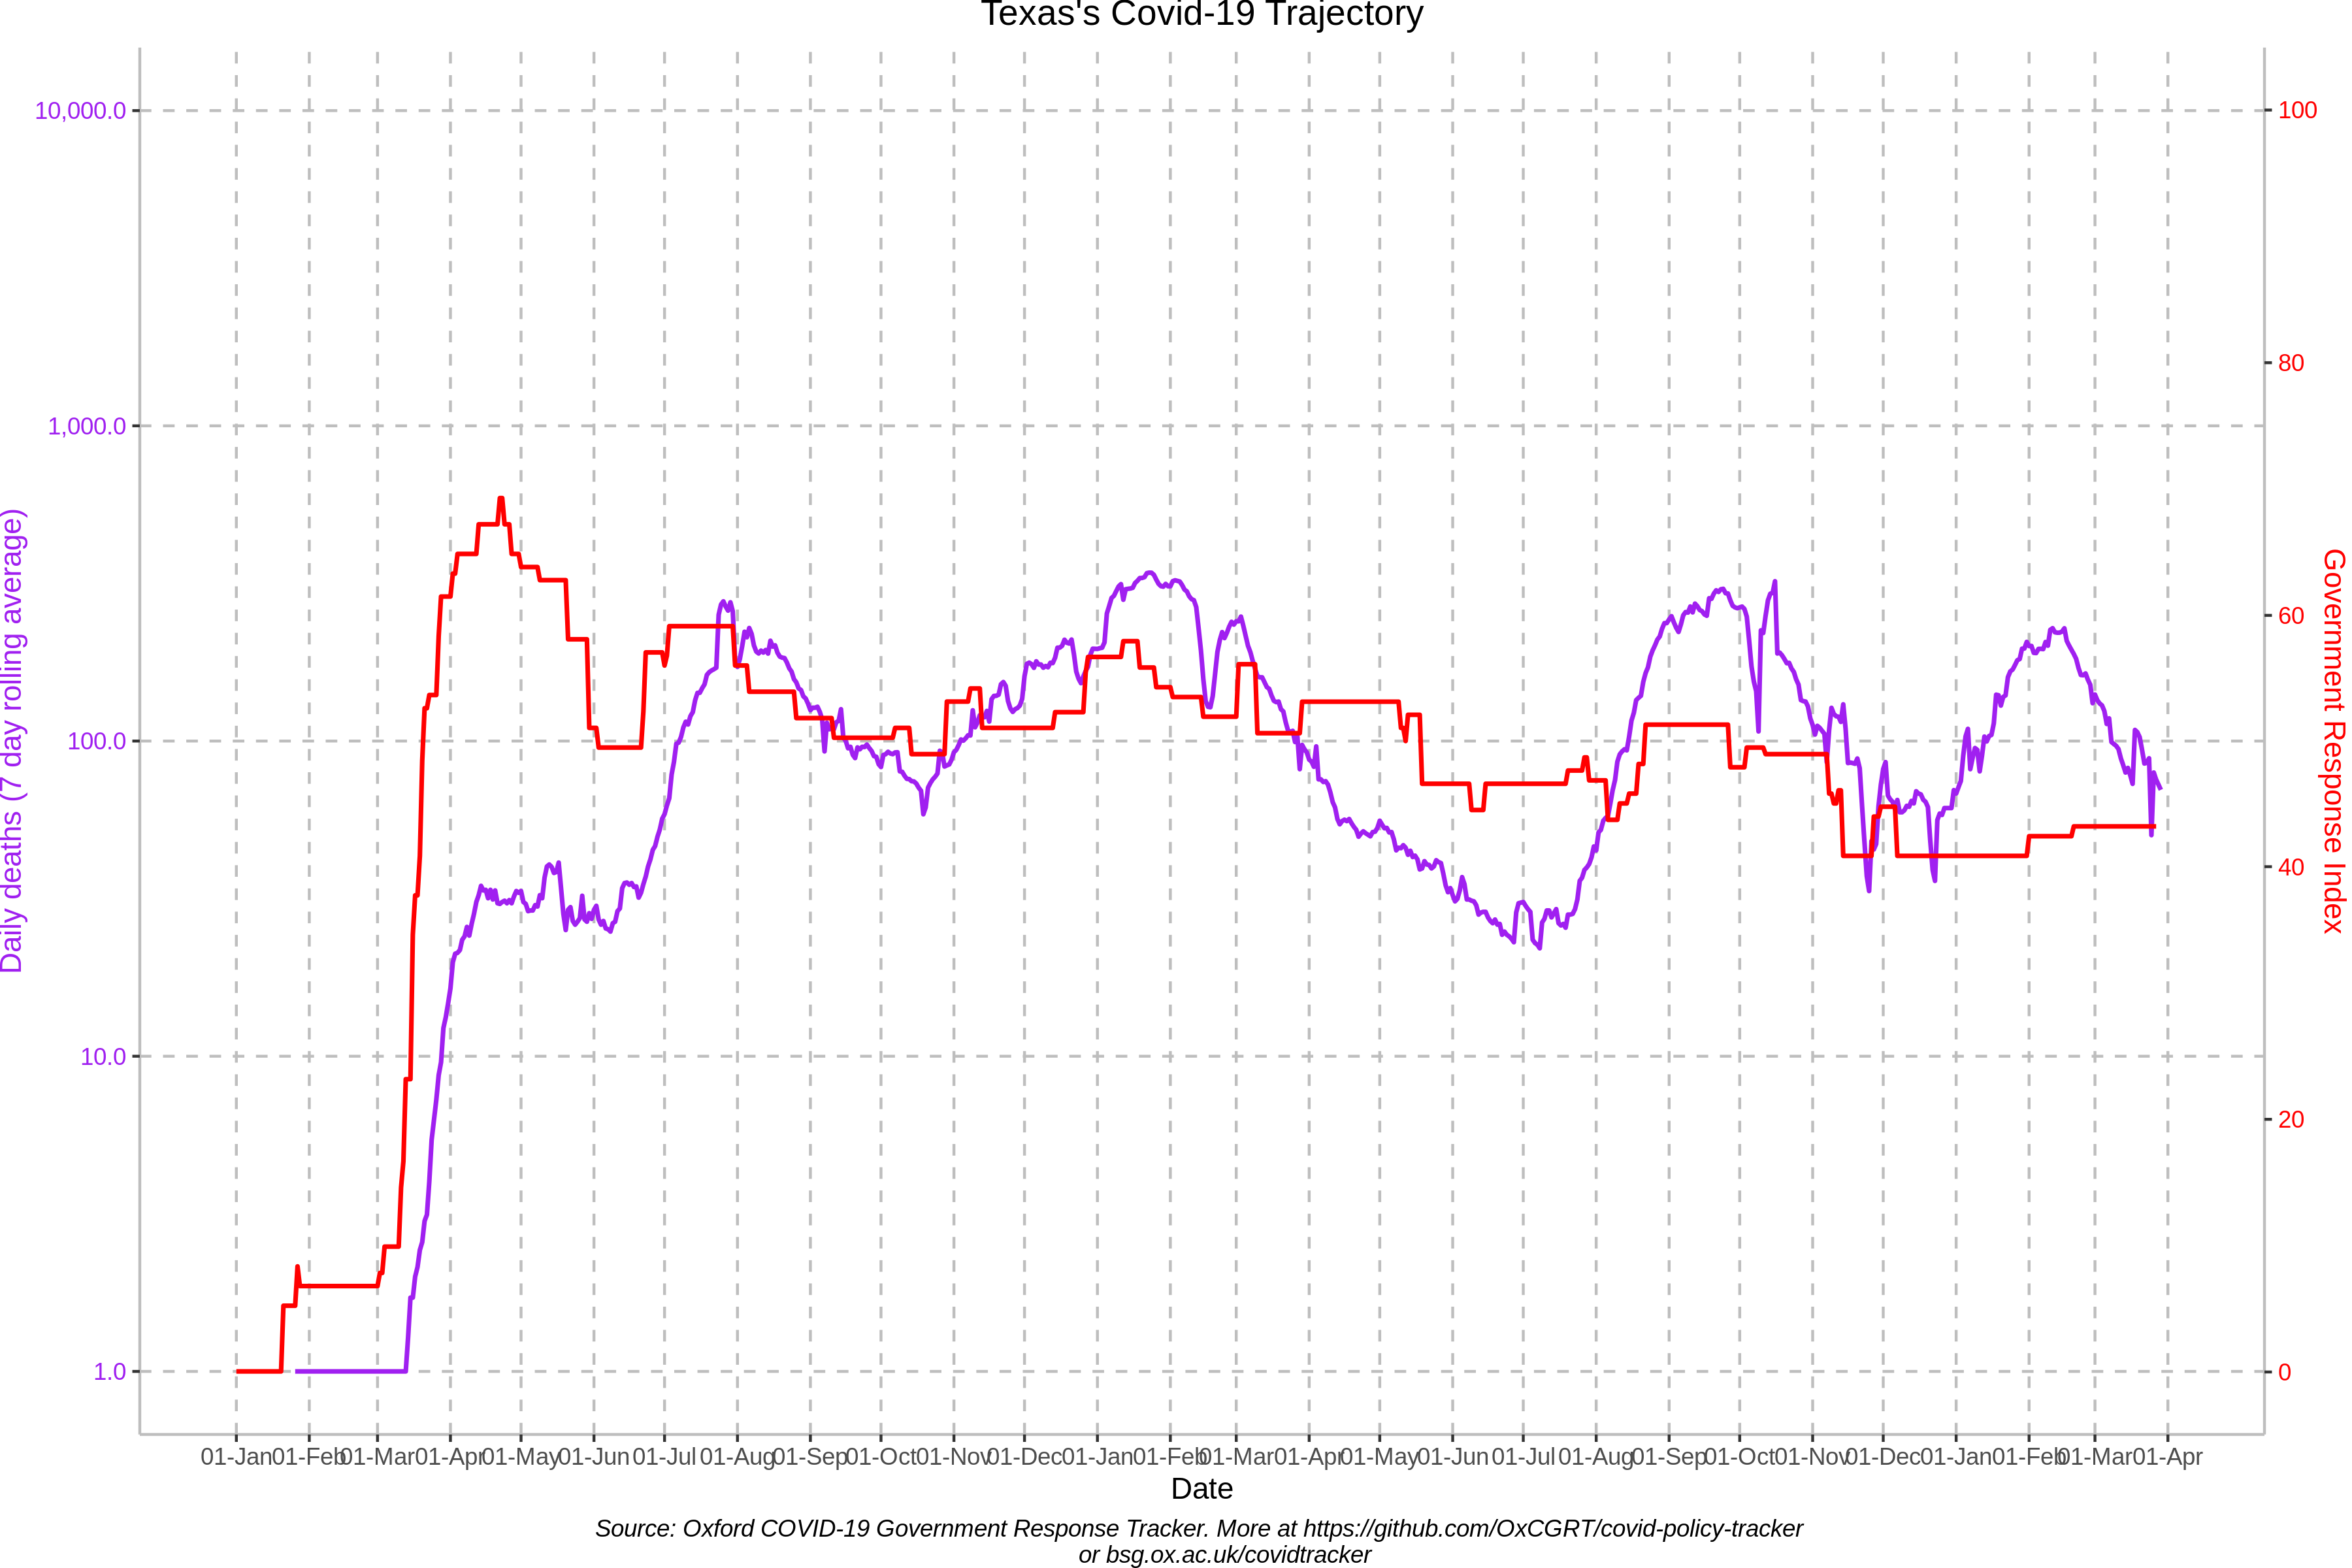 Texas's Covid-19 Trajectory
10,000.0
1,000.0
100.0
10.0
1.0
Daily deaths (7 day rolling average)
100
80
60
40
20
0
Government Response Index
01-Jan 01-Feb 01-Mar 01-Apr 01-May 01-Jun 01-Jul 01-Aug 01-Sep 01-Oct 01-Nov 01-Dec 01-Jan 01-Feb 01-Mar 01-Apr 01-May 01-Jun 01-Jul 01-Aug 01-Sep 01-Oct 01-Nov 01-Dec 01-Jan 01-Feb 01-Mar 01-Apr
Date
Source: Oxford COVID-19 Government Response Tracker. More at https://github.com/OxCGRT/covid-policy-tracker
or bsg.ox.ac.uk/covidtracker